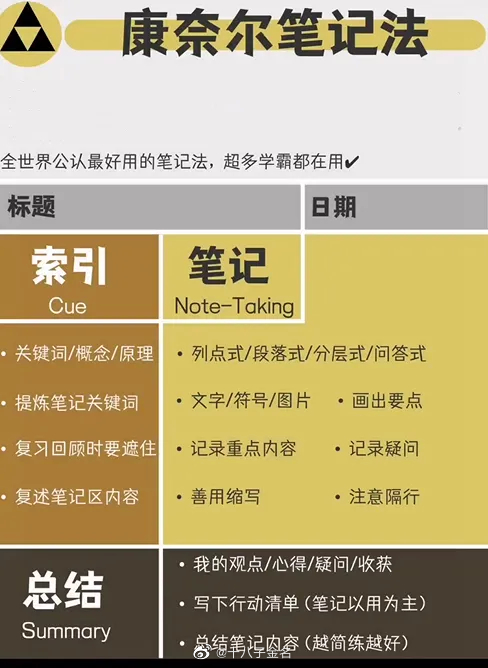 康奈尔笔记法
全世界公认最好用的笔记法，超多学霸都在用✔
标题
日期
索引
Cue
笔记
Note-Taking
• 关键词/概念/原理
• 提炼笔记关键词
• 复习回顾时要遮住
• 复述笔记区内容
• 列点式/段落式/分层式/问答式
• 文字/符号/图片 • 画出要点
• 记录重点内容 • 记录疑问
• 善用缩写 • 注意隔行
总结
Summary
• 我的观点/心得/疑问/收获
• 写下行动清单（笔记以用为主）
• 总结笔记内容（越简练越好）
@十八子金名